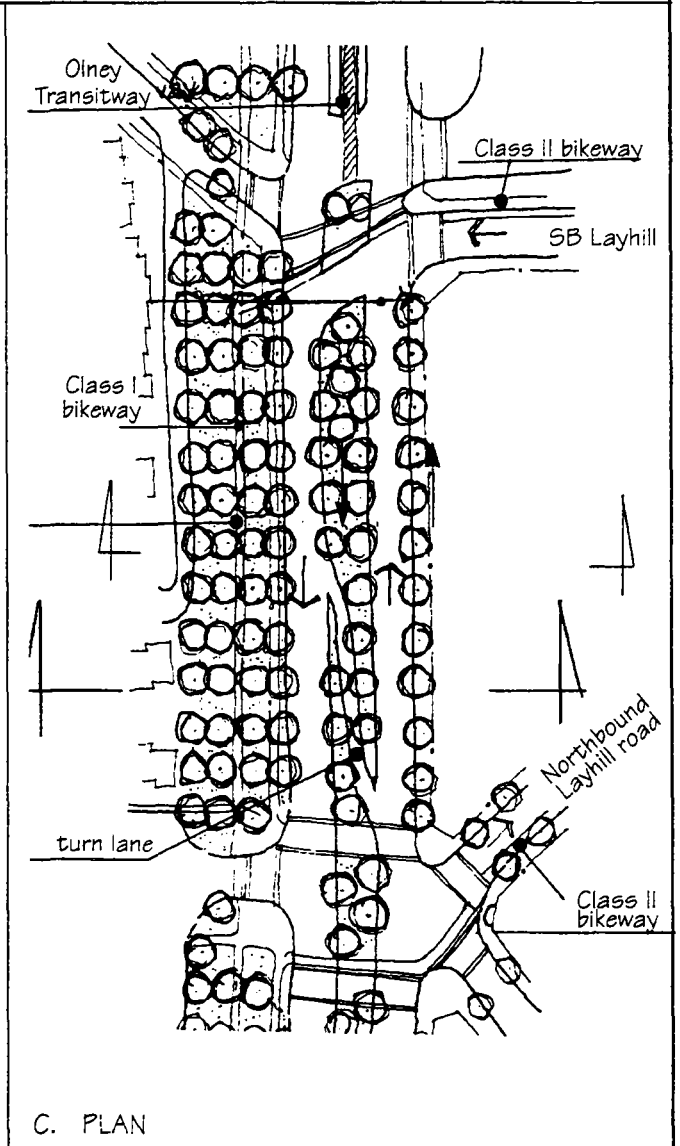 Olney
Transitway
Class II bikeway
SB Layhill
Class I
bikeway
Northbound
Layhill road
turn lane
Class II
bikeway
C. PLAN